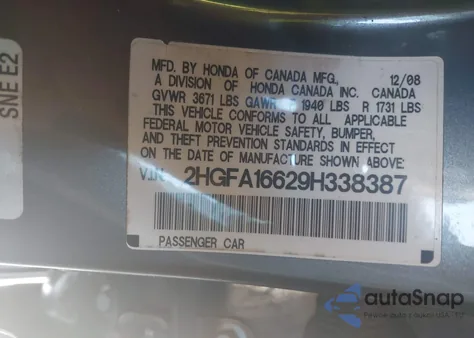 SNE E2
MFD. BY HONDA OF CANADA MFG., 12/08
A DIVISION OF HONDA CANADA INC. CANADA
GVWR 3671 LBS GAWR 1940 LBS R 1731 LBS
THIS VEHICLE CONFORMS TO ALL APPLICABLE
FEDERAL MOTOR VEHICLE SAFETY, BUMPER,
AND THEFT PREVENTION STANDARDS IN EFFECT
ON THE DATE OF MANUFACTURE SHOWN ABOVE.
V.I.N. 2HGFA16629H338387
PASSENGER CAR
autoSnap